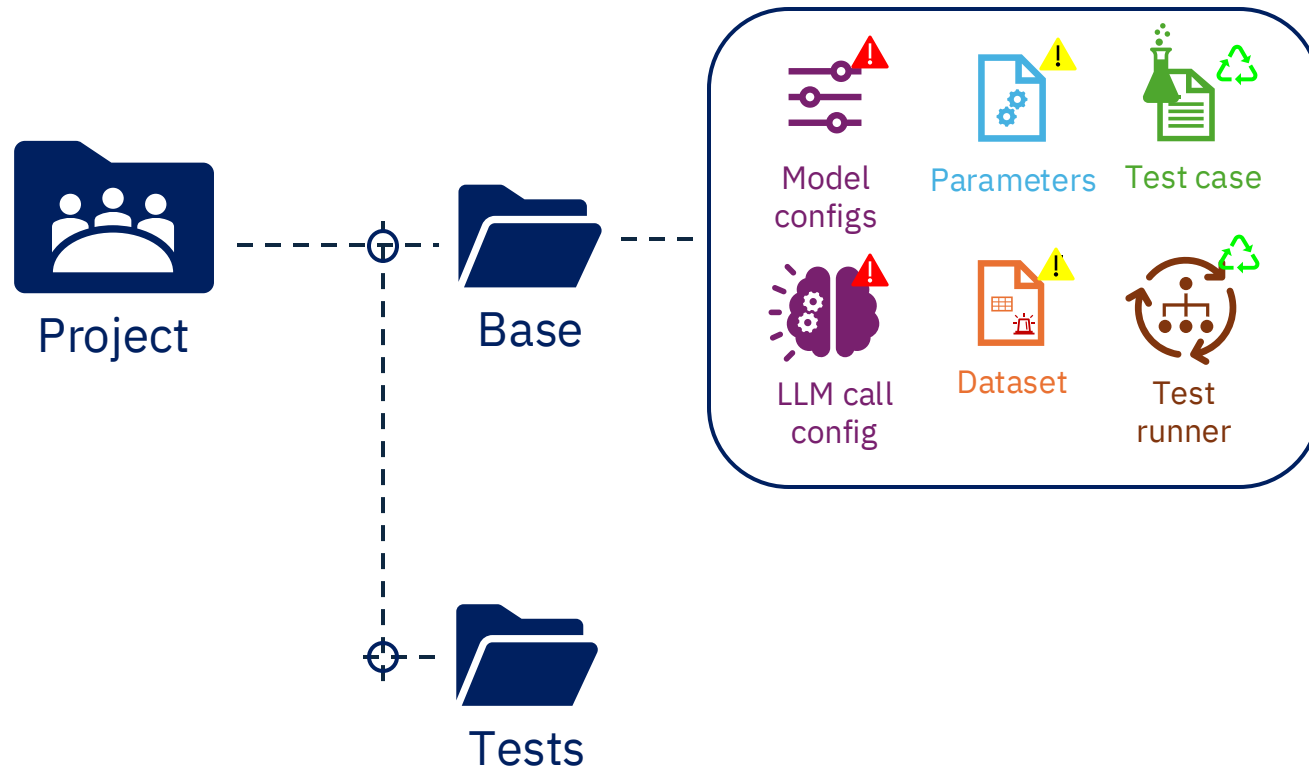 Project
Base
Tests
Model
configs
Parameters
Test case
LLM call
config
Dataset
Test
runner